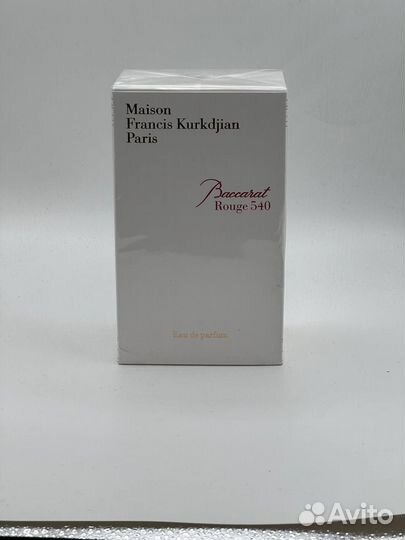 Maison
Francis Kurkdjian
Paris
Baccarat
Rouge 540
Eau de parfum
Avito